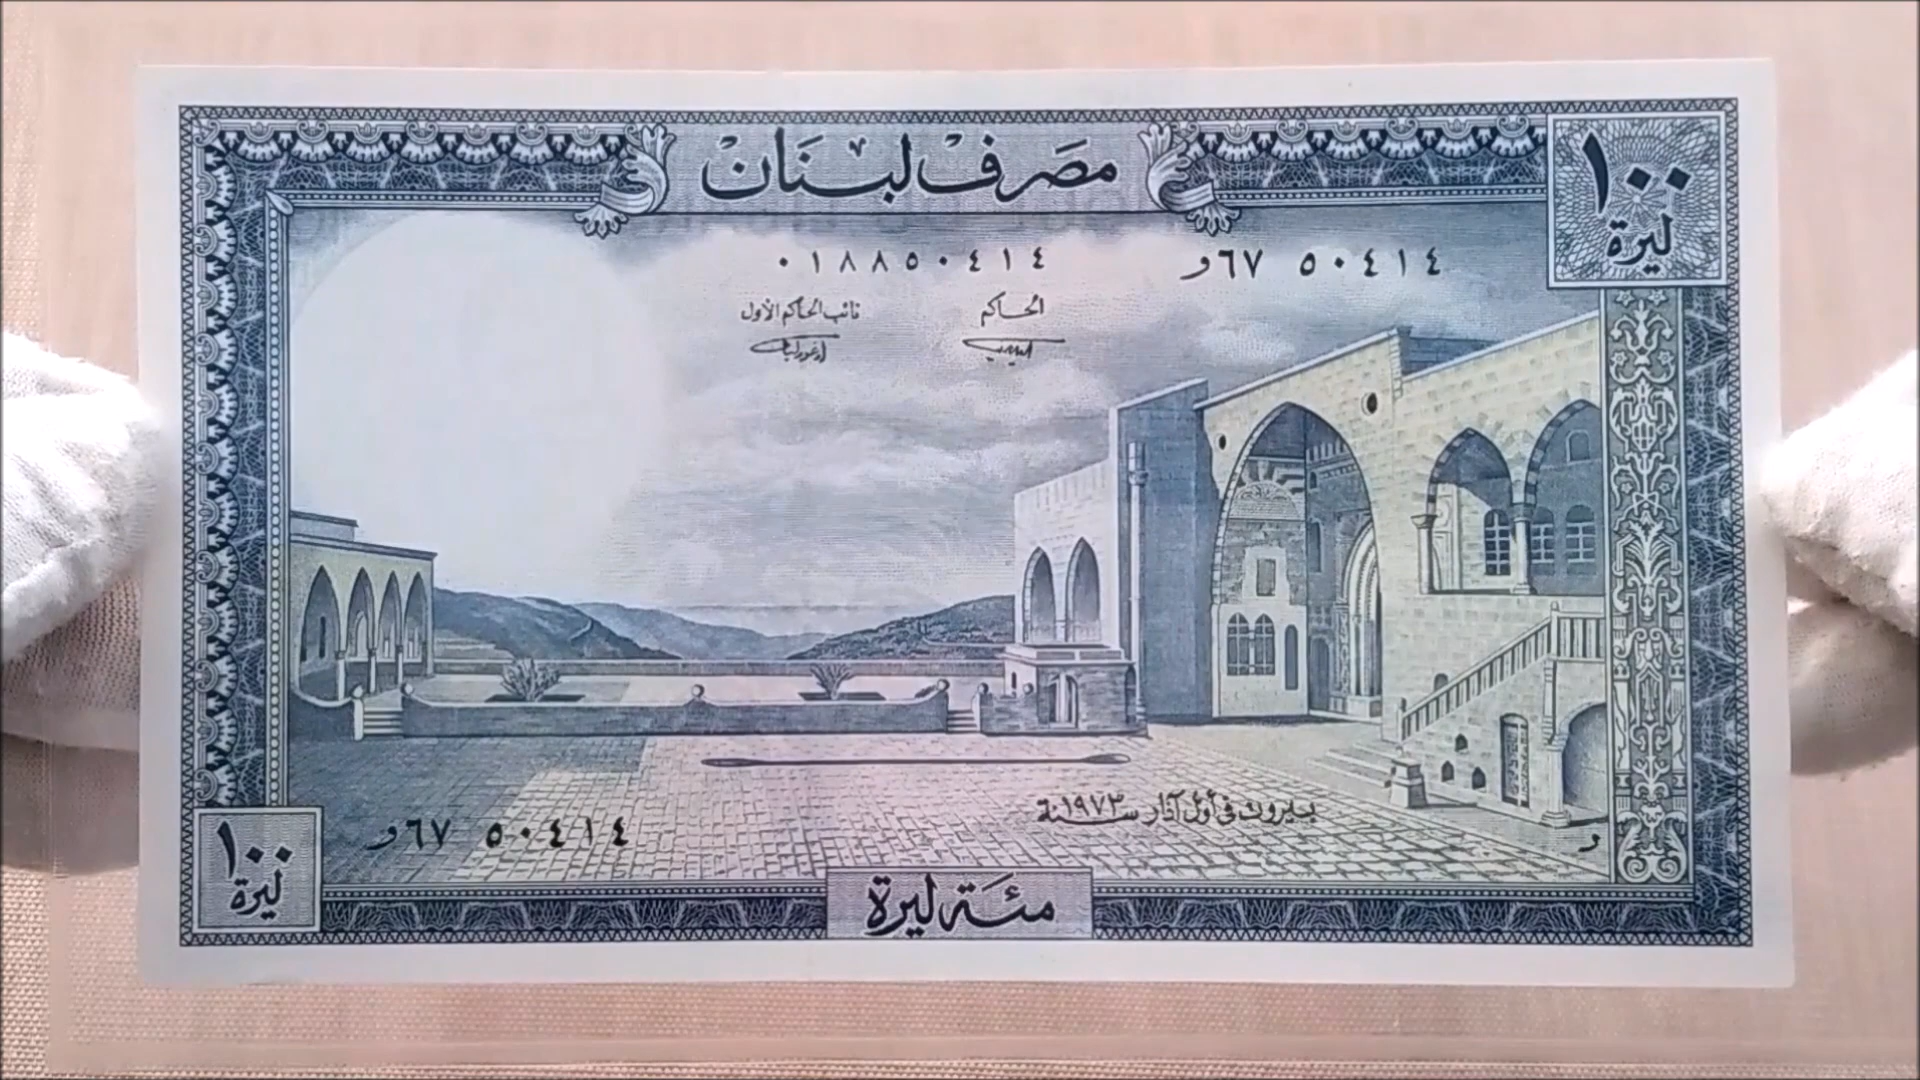 مصرف لبنان
١٠٠
ليرة
٠١٨٨٥٠٤١٤
و٦٧ ٥٠٤١٤
الحاكم
نائب الحاكم الأول
بيروت في أول آذار سنة ١٩٧٣
و
و٦٧ ٥٠٤١٤
١٠٠
ليرة
مئة ليرة